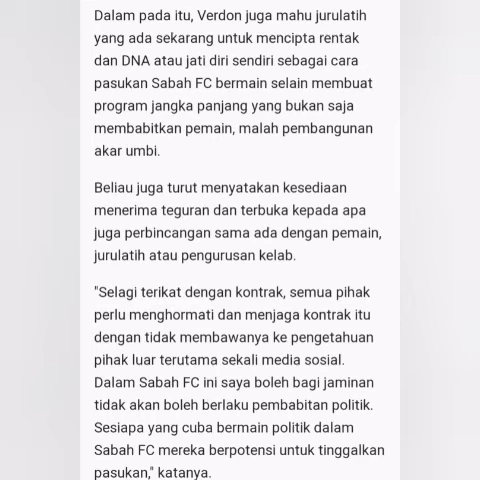 Dalam pada itu, Verdon juga mahu jurulatih
yang ada sekarang untuk mencipta rentak
dan DNA atau jati diri sendiri sebagai cara
pasukan Sabah FC bermain selain membuat
program jangka panjang yang bukan saja
membabitkan pemain, malah pembangunan
akar umbi.
Beliau juga turut menyatakan kesediaan
menerima teguran dan terbuka kepada apa
juga perbincangan sama ada dengan pemain,
jurulatih atau pengurusan kelab.
"Selagi terikat dengan kontrak, semua pihak
perlu menghormati dan menjaga kontrak itu
dengan tidak membawanya ke pengetahuan
pihak luar terutama sekali media sosial.
Dalam Sabah FC ini saya boleh bagi jaminan
tidak akan boleh berlaku pembabitan politik.
Sesiapa yang cuba bermain politik dalam
Sabah FC mereka berpotensi untuk tinggalkan
pasukan," katanya.